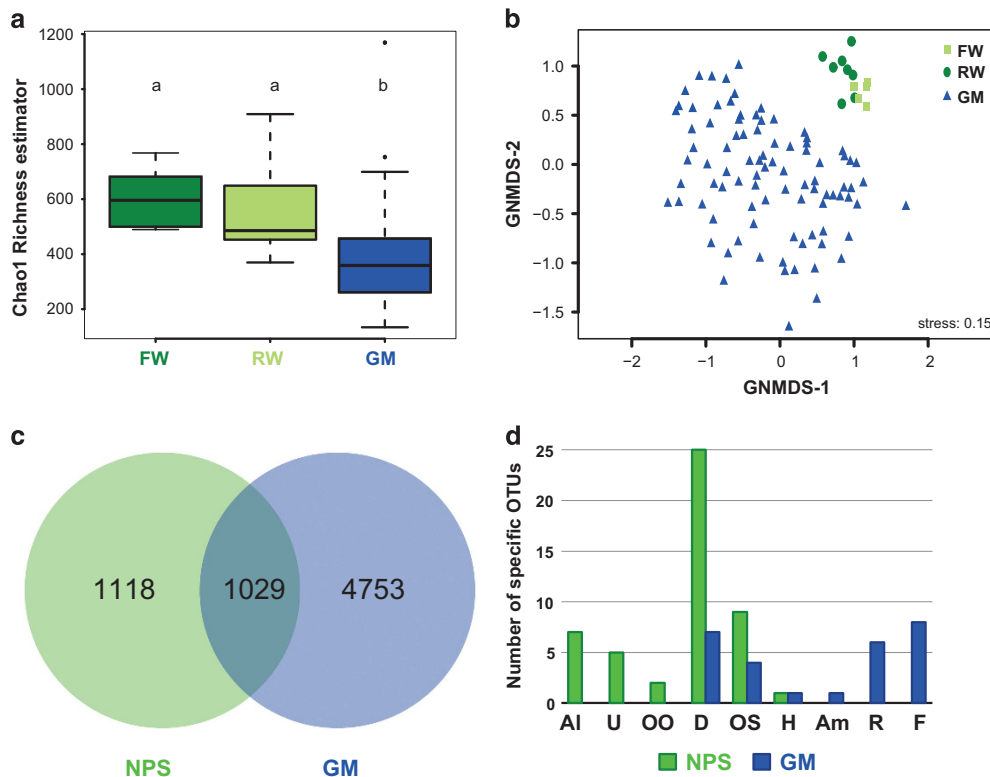 a
Chao1 Richness estimator
1200
1000
800
600
400
200
a
a
b
FW
RW
GM
b
GNMDS-2
1.0
0.5
0.0
−0.5
−1.0
−1.5
FW
RW
GM
stress: 0.15
−2
−1
0
1
2
GNMDS-1
c
1118
1029
4753
NPS
GM
d
Number of specific OTUs
25
20
15
10
5
0
Al
U
OO
D
OS
H
Am
R
F
NPS
GM